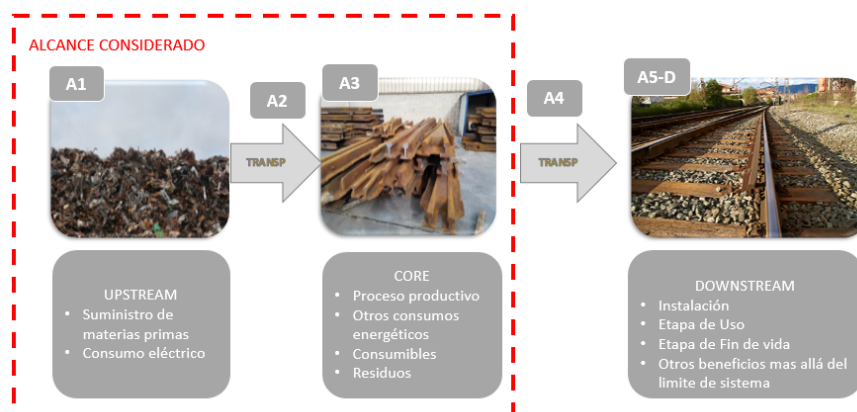 ALCANCE CONSIDERADO
A1
A2
TRANSP
A3
A4
TRANSP
A5-D
UPSTREAM
• Suministro de
materias primas
• Consumo eléctrico
CORE
• Proceso productivo
• Otros consumos
energéticos
• Consumibles
• Residuos
DOWNSTREAM
• Instalación
• Etapa de Uso
• Etapa de Fin de vida
• Otros beneficios mas allá del
limite de sistema